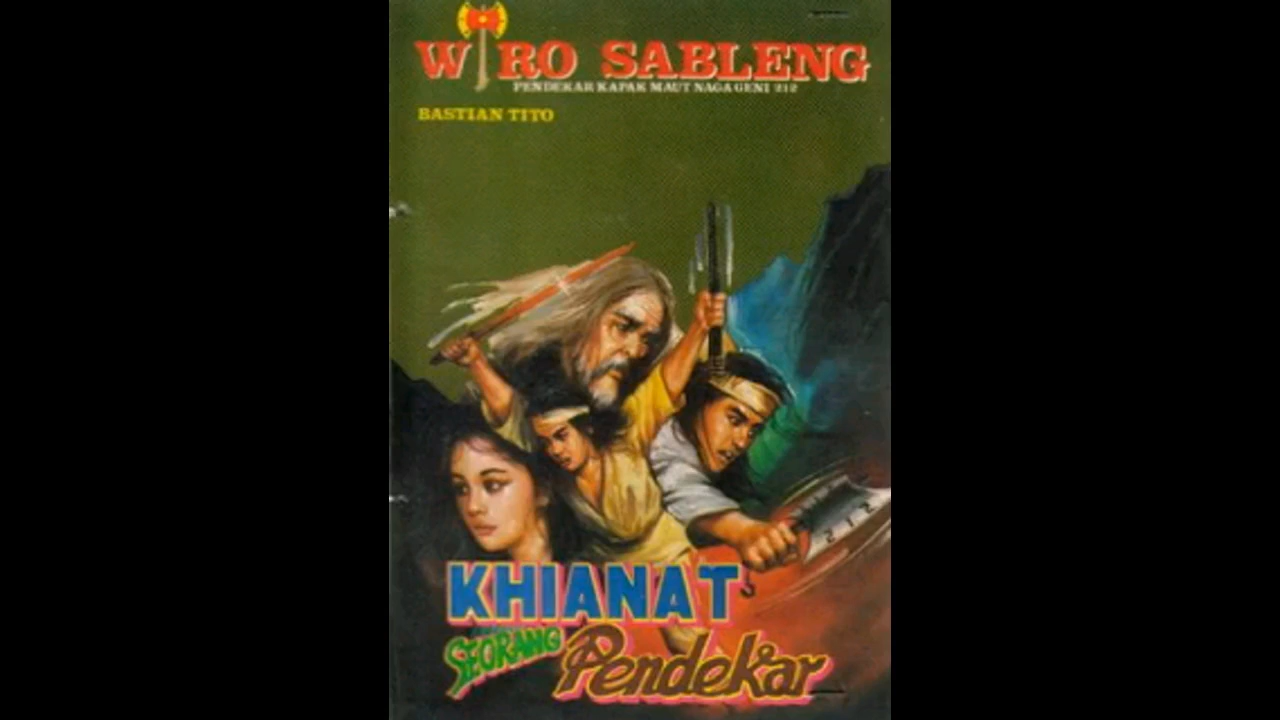 WIRO SABLENG
PENDEKAR KAPAK MAUT NAGA GENI 212
BASTIAN TITO
212
KHIANAT
SEORANG
Pendekar